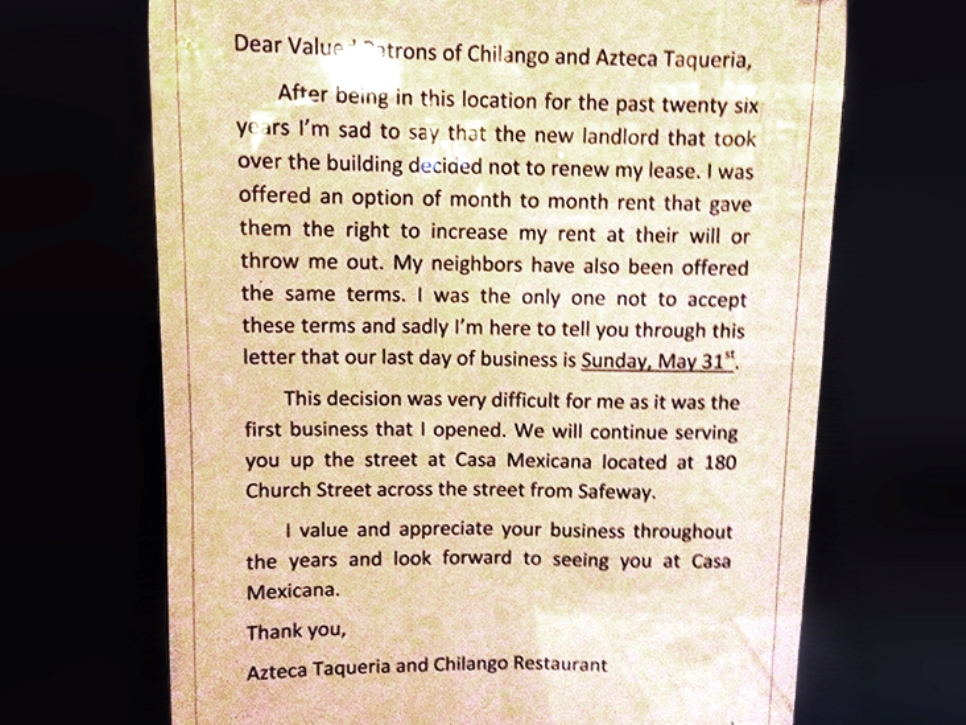 Dear Valued Patrons of Chilango and Azteca Taqueria,
After being in this location for the past twenty six
years I'm sad to say that the new landlord that took
over the building decided not to renew my lease. I was
offered an option of month to month rent that gave
them the right to increase my rent at their will or
throw me out. My neighbors have also been offered
the same terms. I was the only one not to accept
these terms and sadly I'm here to tell you through this
letter that our last day of business is Sunday, May 31st.
This decision was very difficult for me as it was the
first business that I opened. We will continue serving
you up the street at Casa Mexicana located at 180
Church Street across the street from Safeway.
I value and appreciate your business throughout
the years and look forward to seeing you at Casa
Mexicana.
Thank you,
Azteca Taqueria and Chilango Restaurant